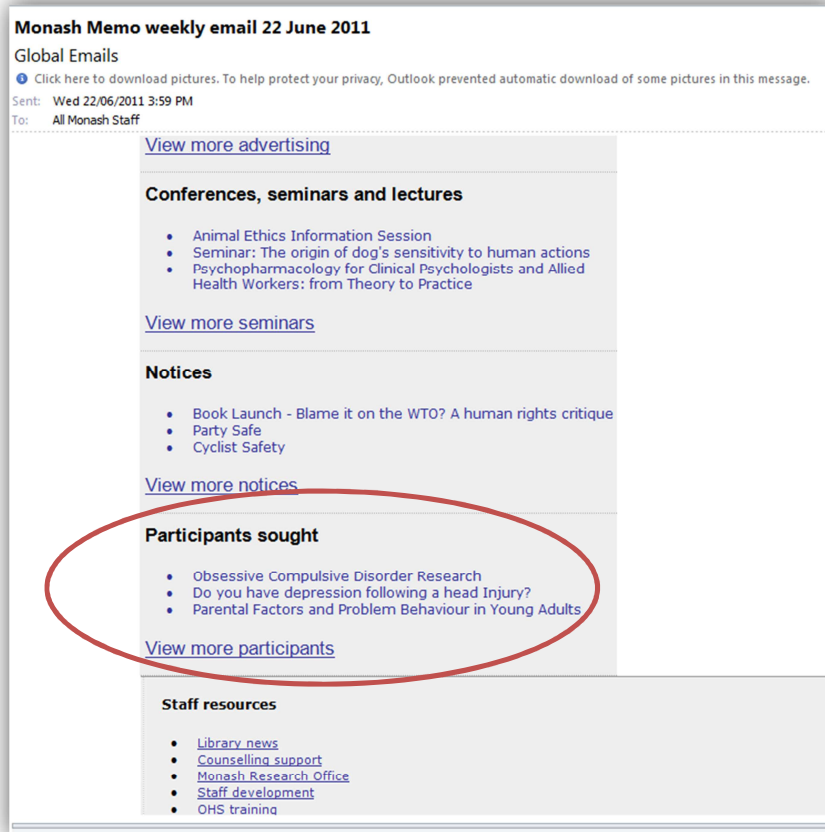 Monash Memo weekly email 22 June 2011
Global Emails
Click here to download pictures. To help protect your privacy, Outlook prevented automatic download of some pictures in this message.
Sent: Wed 22/06/2011 3:59 PM
To: All Monash Staff
View more advertising
Conferences, seminars and lectures
• Animal Ethics Information Session
• Seminar: The origin of dog's sensitivity to human actions
• Psychopharmacology for Clinical Psychologists and Allied
Health Workers: from Theory to Practice
View more seminars
Notices
• Book Launch - Blame it on the WTO? A human rights critique
• Party Safe
• Cyclist Safety
View more notices
Participants sought
• Obsessive Compulsive Disorder Research
• Do you have depression following a head Injury?
• Parental Factors and Problem Behaviour in Young Adults
View more participants
Staff resources
• Library news
• Counselling support
• Monash Research Office
• Staff development
• OHS training